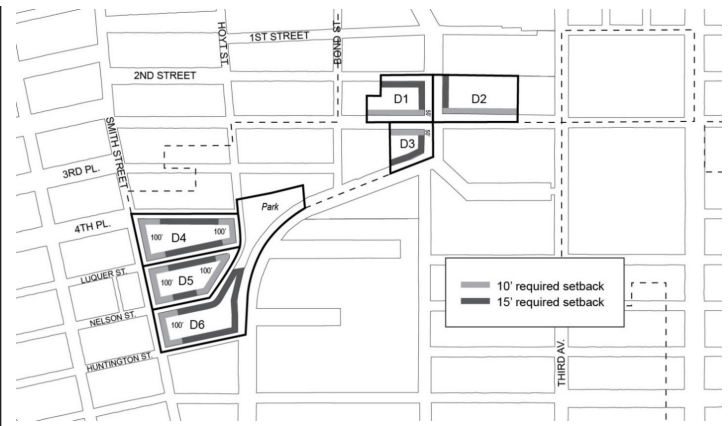 HOYT ST.
BOND ST.
1ST STREET
2ND STREET
D1
D2
50'
50'
D3
SMITH STREET
3RD PL.
4TH PL.
Park
100'
D4
100'
100'
D5
100'
LUQUER ST.
NELSON ST.
100'
D6
HUNTINGTON ST.
10' required setback
15' required setback
THIRD AV.